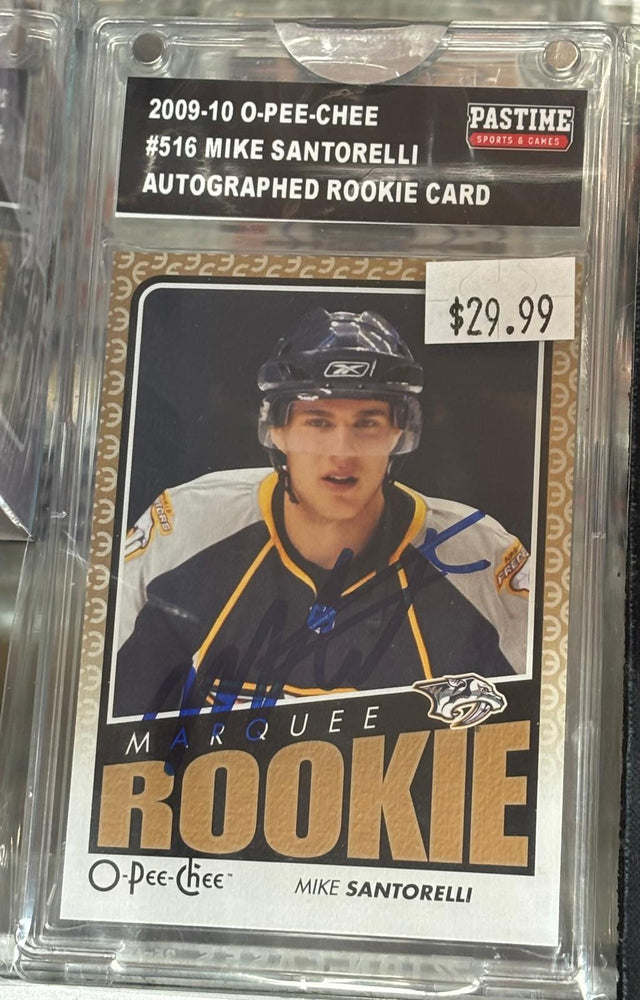 2009-10 O-PEE-CHEE
#516 MIKE SANTORELLI
AUTOGRAPHED ROOKIE CARD
PASTIME
SPORTS & GAMES
$29.99
MARQUEE
ROOKIE
O-Pee-Chee™
MIKE SANTORELLI